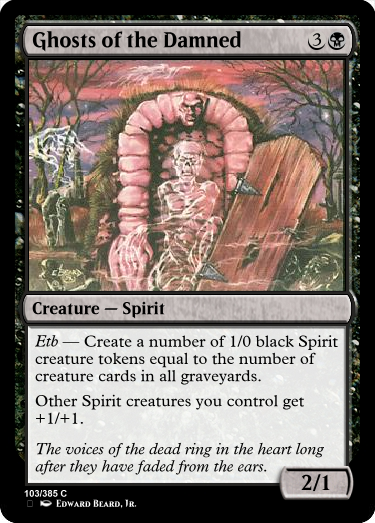 Ghosts of the Damned 3
Creature — Spirit
Etb — Create a number of 1/0 black Spirit
creature tokens equal to the number of
creature cards in all graveyards.
Other Spirit creatures you control get
+1/+1.
The voices of the dead ring in the heart long
after they have faded from the ears.
2/1
103/385 C
Edward Beard, Jr.